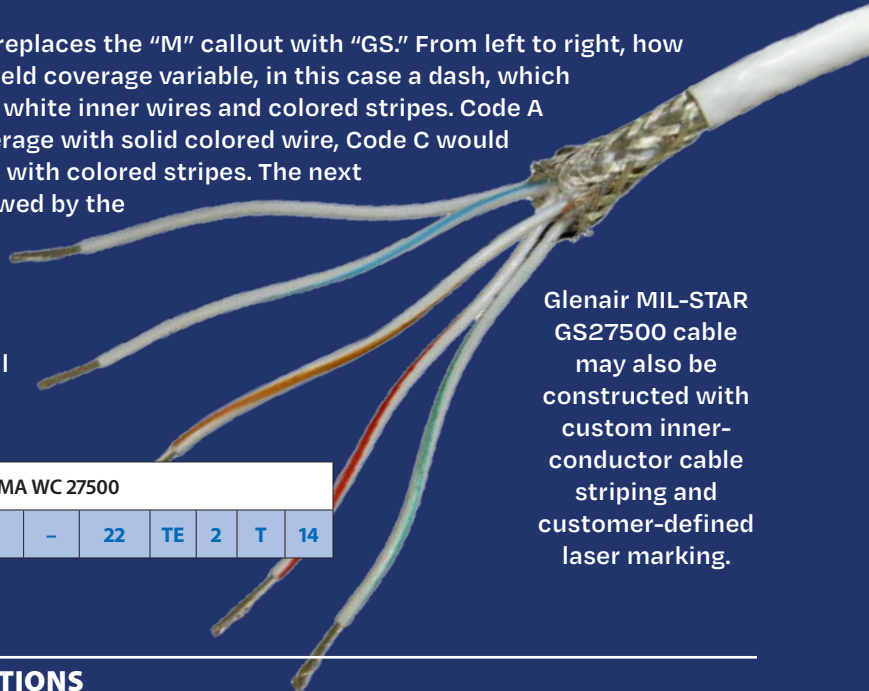 replaces the “M” callout with “GS.” From left to right, how
eld coverage variable, in this case a dash, which
white inner wires and colored stripes. Code A
erage with solid colored wire, Code C would
with colored stripes. The next
wed by the
l
Glenair MIL-STAR
GS27500 cable
may also be
constructed with
custom inner-
conductor cable
striping and
customer-defined
laser marking.
MA WC 27500
– 22 TE 2 T 14
TIONS